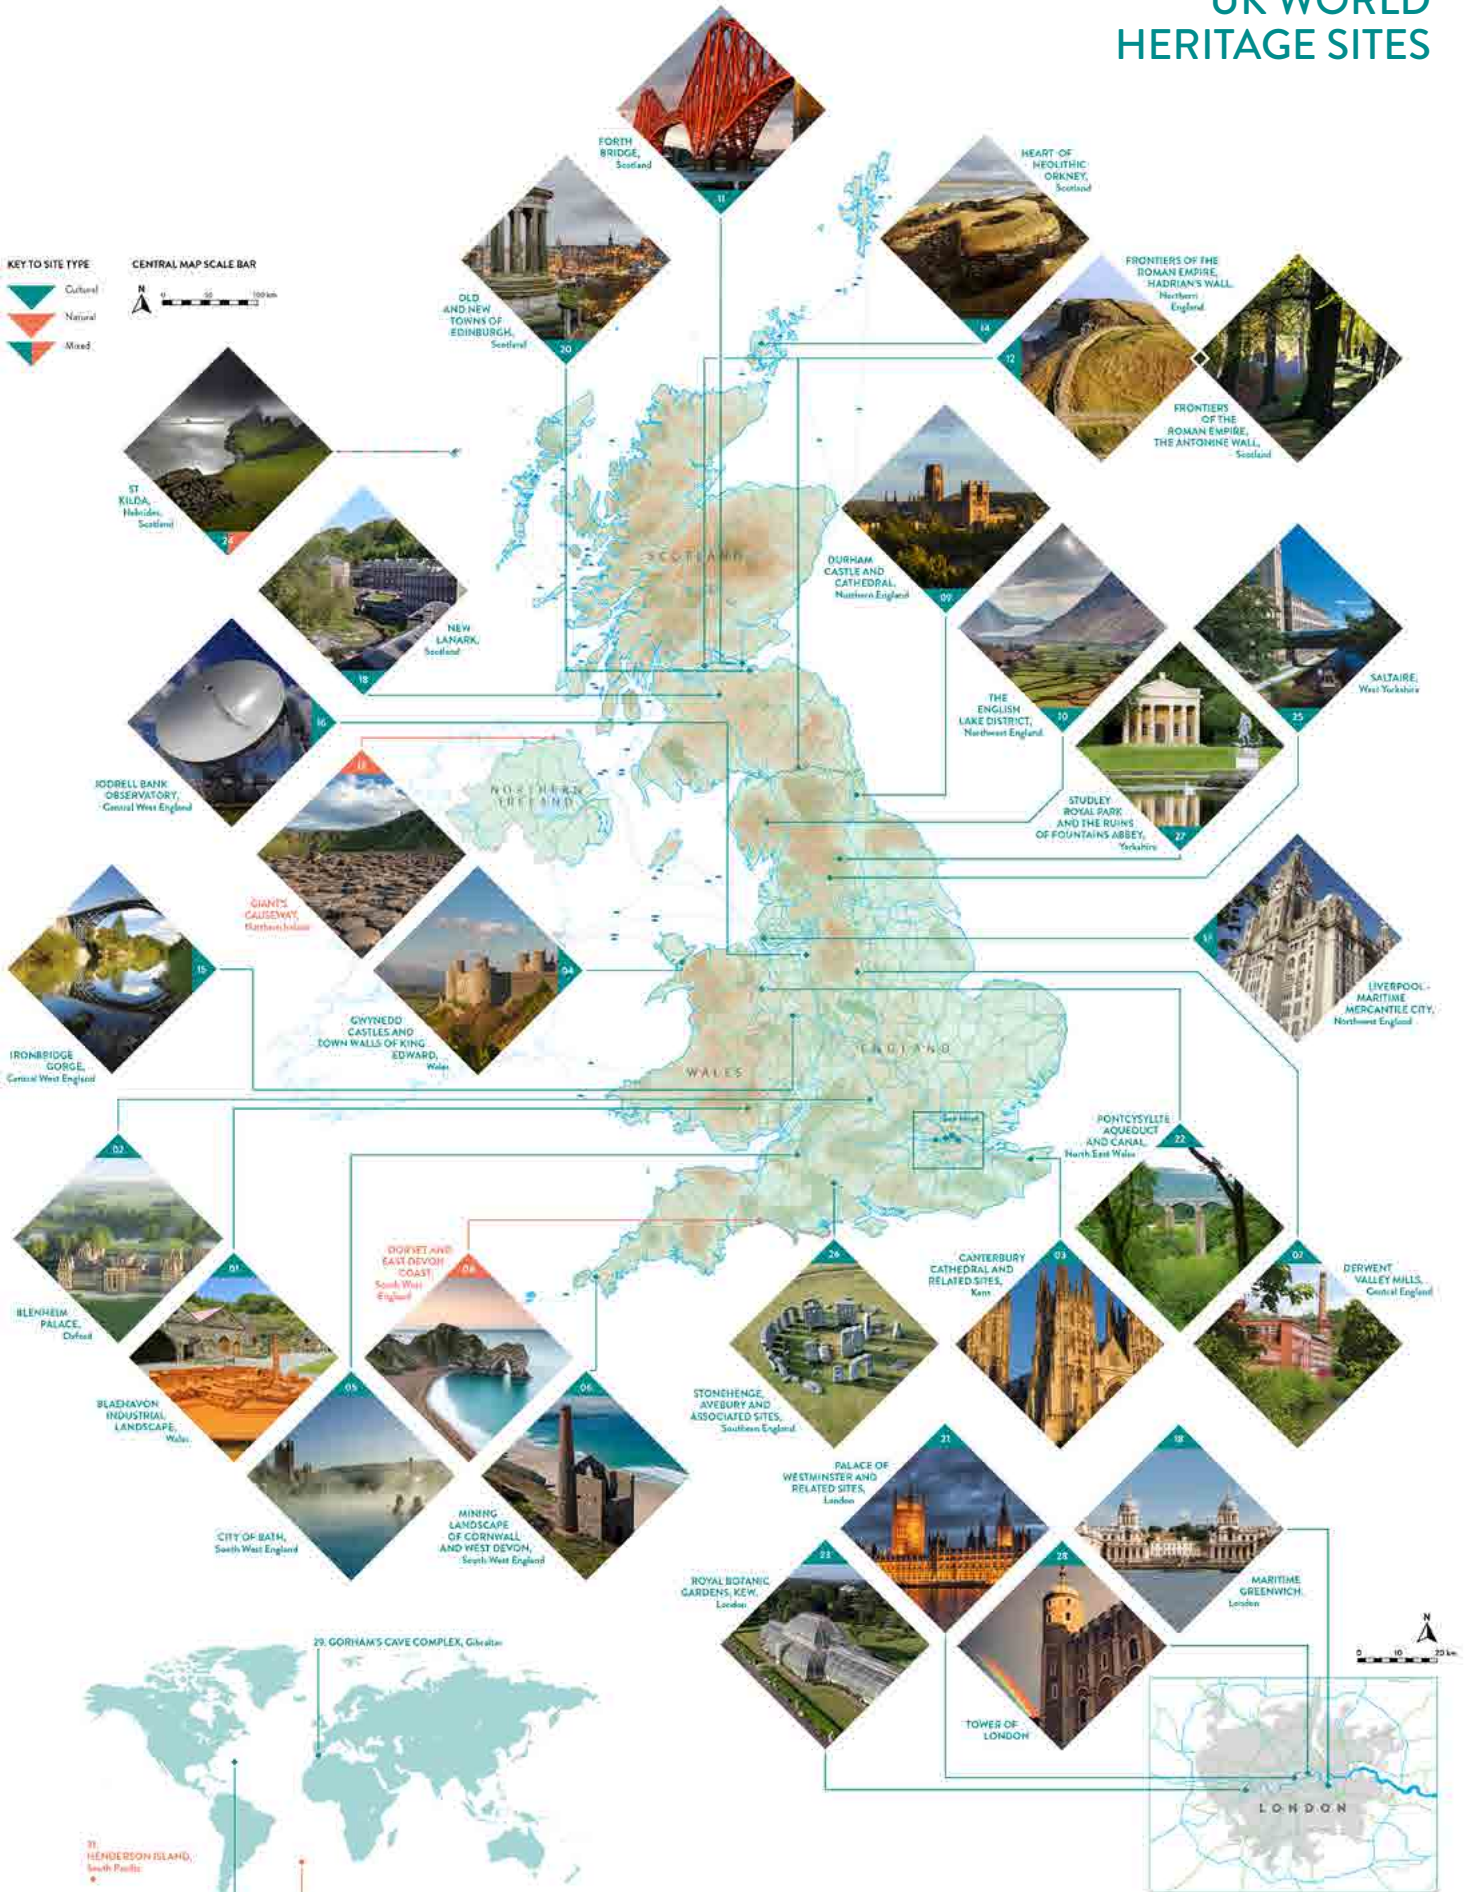 UK WORLD
HERITAGE SITES
FORTH
BRIDGE,
Scotland
11
HEART OF
NEOLITHIC
ORKNEY,
Scotland
14
OLD
AND NEW
TOWNS OF
EDINBURGH,
Scotland
20
KEY TO SITE TYPE
Cultural
Natural
Mixed
CENTRAL MAP SCALE BAR
N
0 50 100 km
FRONTIERS OF THE
ROMAN EMPIRE,
HADRIAN'S WALL,
Northern
England
12
FRONTIERS
OF THE
ROMAN EMPIRE,
THE ANTONINE WALL,
Scotland
ST
KILDA,
Hebrides,
Scotland
24
NEW
LANARK,
Scotland
18
SCOTLAND
DURHAM
CASTLE AND
CATHEDRAL,
Northern England
09
THE
ENGLISH
LAKE DISTRICT,
Northwest England
10
SALTAIRE,
West Yorkshire
25
JODRELL BANK
OBSERVATORY,
Central West England
16
NORTHERN
IRELAND
STUDLEY
ROYAL PARK
AND THE RUINS
OF FOUNTAINS ABBEY,
Yorkshire
27
GIANT'S
CAUSEWAY,
Northern Ireland
LIVERPOOL -
MARITIME
MERCANTILE CITY,
Northwest England
IRONBRIDGE
GORGE,
Central West England
15
GWYNEDD
CASTLES AND
TOWN WALLS OF KING
EDWARD,
Wales
04
ENGLAND
WALES
PONTCYSYLLTE
AQUEDUCT
AND CANAL,
North East Wales
22
02
BLENHEIM
PALACE,
Oxford
01
BLAENAVON
INDUSTRIAL
LANDSCAPE,
Wales
05
CITY OF BATH,
South West England
DORSET AND
EAST DEVON
COAST,
South West
England
08
06
MINING
LANDSCAPE
OF CORNWALL
AND WEST DEVON,
South West England
26
STONEHENGE,
AVEBURY AND
ASSOCIATED SITES,
Southern England
CANTERBURY
CATHEDRAL AND
RELATED SITES,
Kent
03
07
DERWENT
VALLEY MILLS,
Central England
PALACE OF
WESTMINSTER AND
RELATED SITES,
London
21
18
MARITIME
GREENWICH,
London
ROYAL BOTANIC
GARDENS, KEW,
London
23
28
TOWER OF
LONDON
N
0 10 20 km
LONDON
29. GORHAM'S CAVE COMPLEX, Gibraltar
31.
HENDERSON ISLAND,
South Pacific